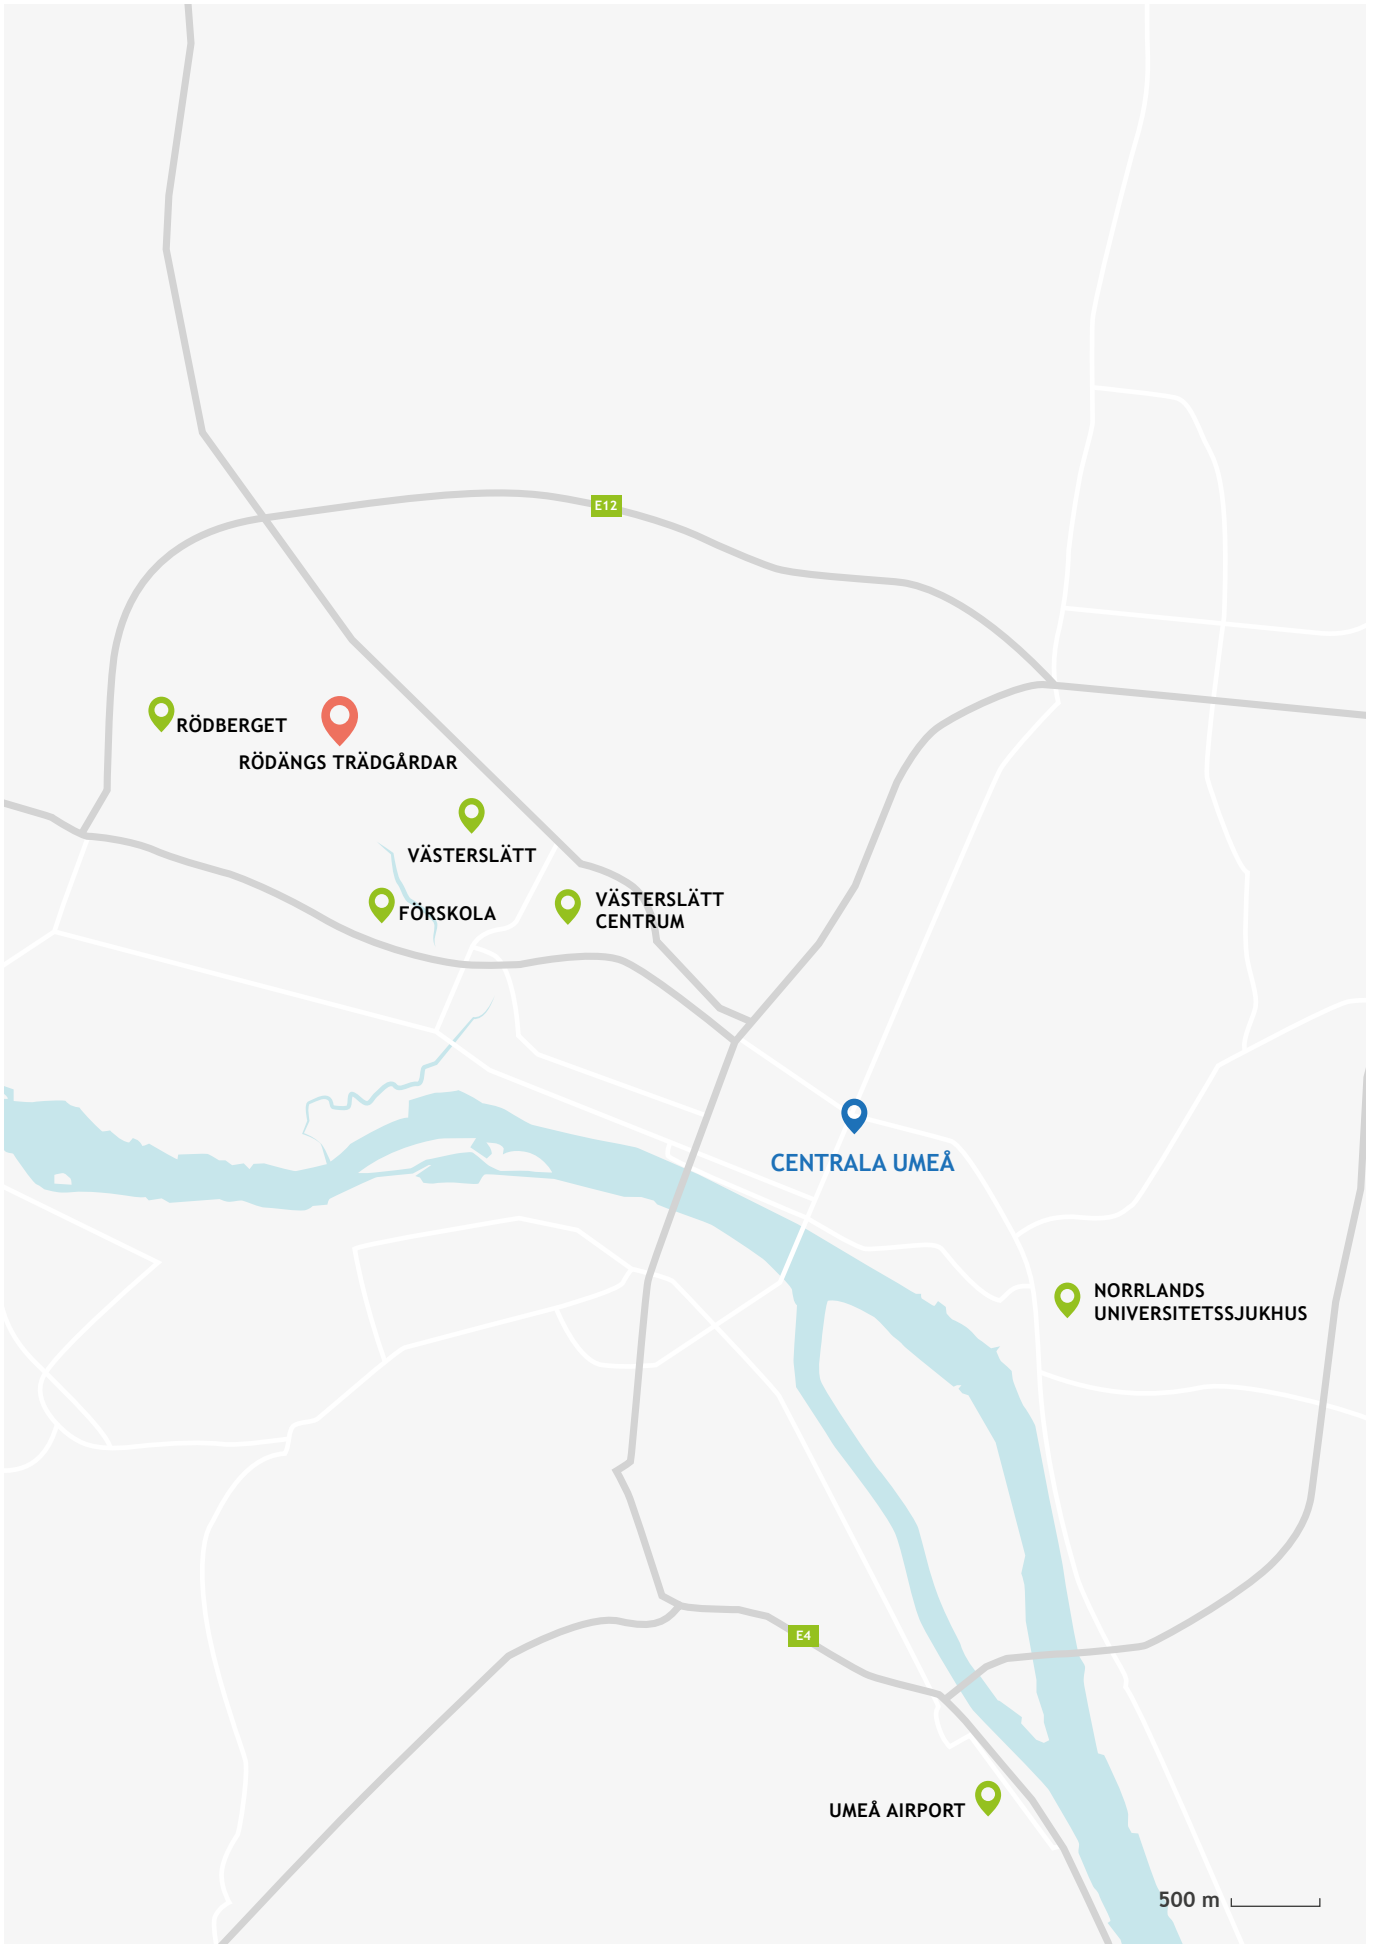 E12
RÖDBERGET
RÖDÄNGS TRÄDGÅRDAR
VÄSTERSLÄTT
FÖRSKOLA
VÄSTERSLÄTT
CENTRUM
CENTRALA UMEÅ
NORRLANDS
UNIVERSITETSSJUKHUS
E4
UMEÅ AIRPORT
500 m